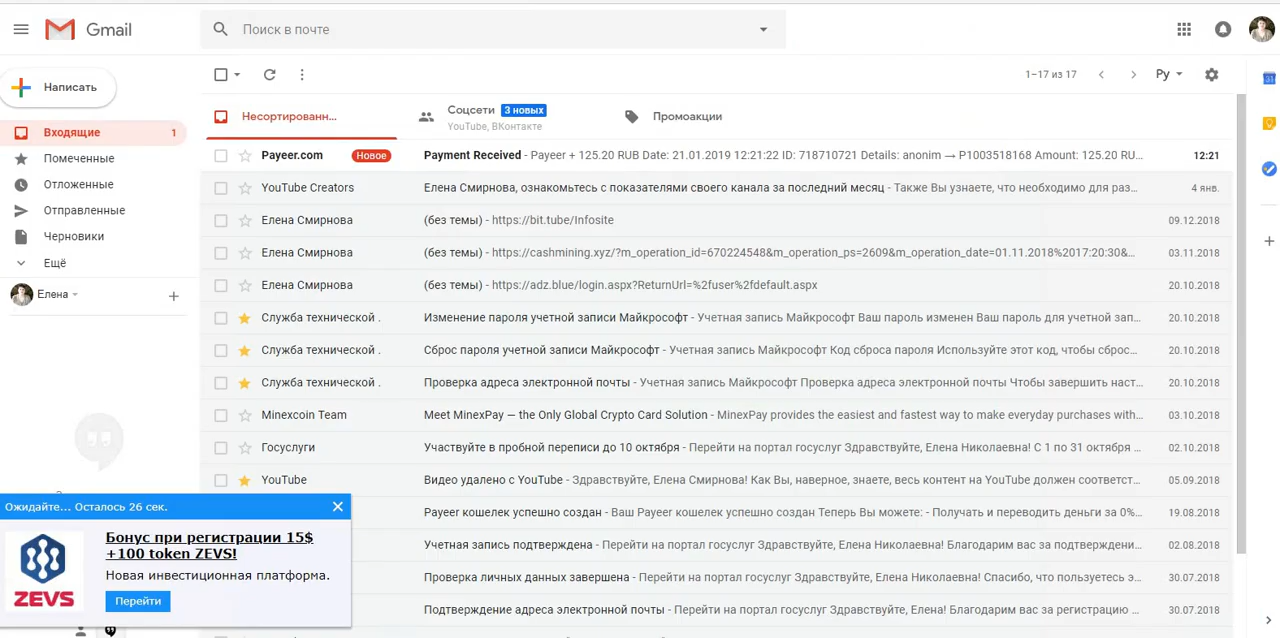 Gmail
Поиск в почте
Написать
1–17 из 17
Ру
Входящие 1
Помеченные
Отложенные
Отправленные
Черновики
Ещё
Елена
Несортированн...
Соцсети 3 новых
YouTube, ВКонтакте
Промоакции
Payeer.com Новое Payment Received - Payeer + 125.20 RUB Date: 21.01.2019 12:21:22 ID: 718710721 Details: anonim → P1003518168 Amount: 125.20 RU... 12:21
YouTube Creators Елена Смирнова, ознакомьтесь с показателями своего канала за последний месяц - Также Вы узнаете, что необходимо для раз... 4 янв.
Елена Смирнова (без темы) - https://bit.tube/Infosite 09.12.2018
Елена Смирнова (без темы) - https://cashmining.xyz/?m_operation_id=670224548&m_operation_ps=2609&m_operation_date=01.11.2018%2017:20:30&... 03.11.2018
Елена Смирнова (без темы) - https://adz.blue/login.aspx?ReturnUrl=%2fuser%2fdefault.aspx 20.10.2018
Служба технической . Изменение пароля учетной записи Майкрософт - Учетная запись Майкрософт Ваш пароль изменен Ваш пароль для учетной зап... 20.10.2018
Служба технической . Сброс пароля учетной записи Майкрософт - Учетная запись Майкрософт Код сброса пароля Используйте этот код, чтобы сброс... 20.10.2018
Служба технической . Проверка адреса электронной почты - Учетная запись Майкрософт Проверка адреса электронной почты Чтобы завершить наст... 20.10.2018
Minexcoin Team Meet MinexPay — the Only Global Crypto Card Solution - MinexPay provides the easiest and fastest way to make everyday purchases with... 03.10.2018
Госуслуги Участвуйте в пробной переписи до 10 октября - Перейти на портал госуслуг Здравствуйте, Елена Николаевна! С 1 по 31 октября ... 02.10.2018
YouTube Видео удалено с YouTube - Здравствуйте, Елена Смирнова! Как Вы, наверное, знаете, весь контент на YouTube должен соответст... 05.09.2018
Payeer кошелек успешно создан - Ваш Payeer кошелек успешно создан Теперь Вы можете: - Получать и переводить деньги за 0%... 19.08.2018
Учетная запись подтверждена - Перейти на портал госуслуг Здравствуйте, Елена Николаевна! Благодарим вас за подтверждени... 02.08.2018
Проверка личных данных завершена - Перейти на портал госуслуг Здравствуйте, Елена Николаевна! Спасибо, что пользуетесь э... 30.07.2018
Подтверждение адреса электронной почты - Перейти на портал госуслуг Здравствуйте, Елена! Благодарим вас за регистрацию ... 30.07.2018
Ожидайте... Осталось 26 сек.
Бонус при регистрации 15$
+100 token ZEVS!
Новая инвестиционная платформа.
Перейти
ZEVS
31